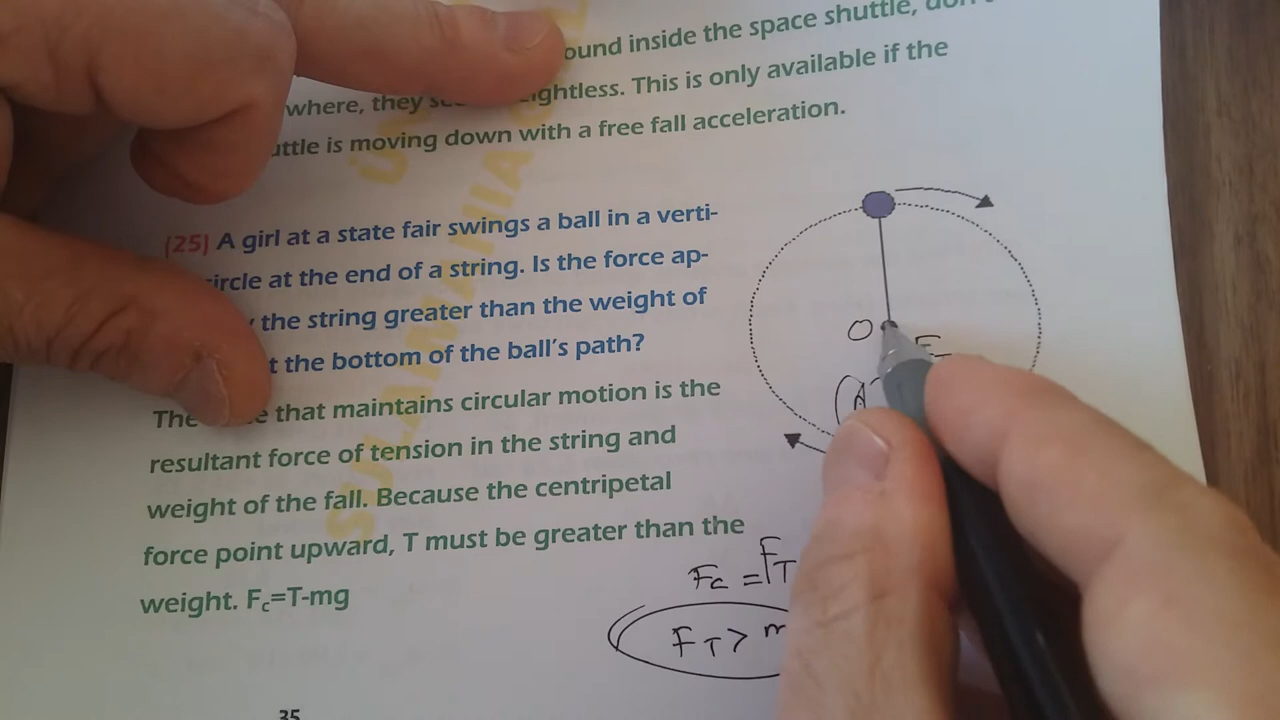 ound inside the space shuttle, don't
where, they se ightless. This is only available if the
uttle is moving down with a free fall acceleration.
(25) A girl at a state fair swings a ball in a verti-
ircle at the end of a string. Is the force ap-
the string greater than the weight of
t the bottom of the ball's path?
The e that maintains circular motion is the
resultant force of tension in the string and
weight of the fall. Because the centripetal
force point upward, T must be greater than the
weight. Fc=T-mg
O
F
A
Fc = FT
FT > m
35
SULAIMANIA